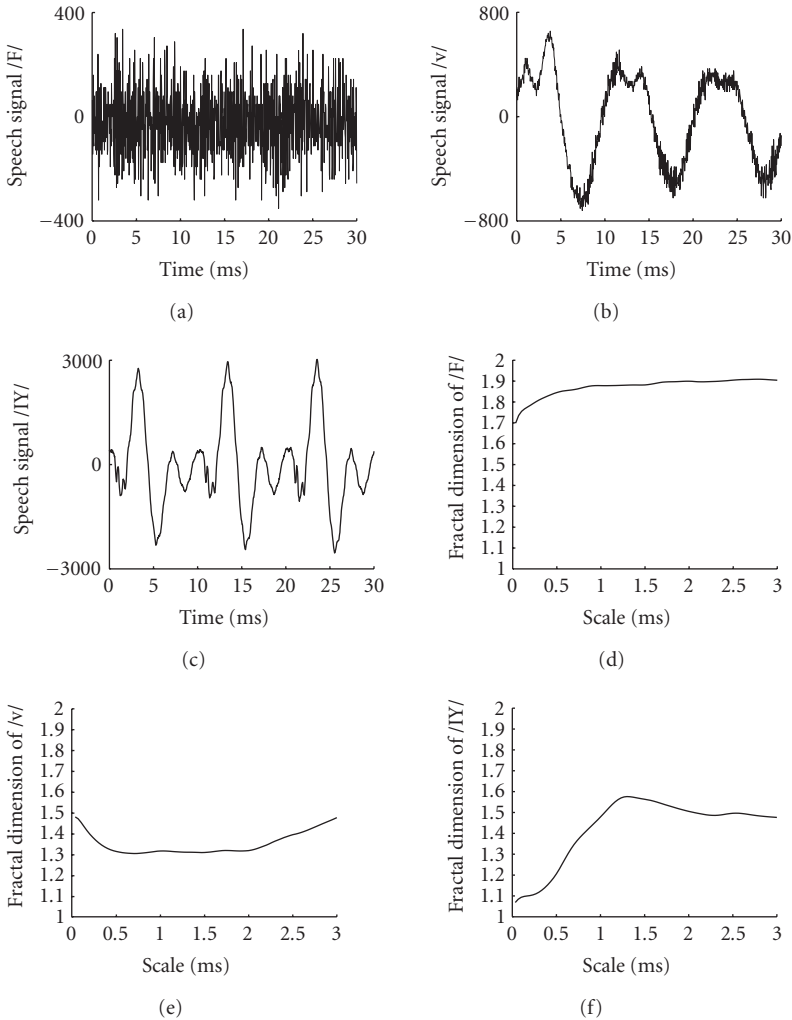 400
0
−400
Speech signal /F/
0 5 10 15 20 25 30
Time (ms)
(a)
800
0
−800
Speech signal /v/
0 5 10 15 20 25 30
Time (ms)
(b)
3000
0
−3000
Speech signal /IY/
0 5 10 15 20 25 30
Time (ms)
(c)
2
1.9
1.8
1.7
1.6
1.5
1.4
1.3
1.2
1.1
1
Fractal dimension of /F/
0 0.5 1 1.5 2 2.5 3
Scale (ms)
(d)
2
1.9
1.8
1.7
1.6
1.5
1.4
1.3
1.2
1.1
1
Fractal dimension of /v/
0 0.5 1 1.5 2 2.5 3
Scale (ms)
(e)
2
1.9
1.8
1.7
1.6
1.5
1.4
1.3
1.2
1.1
1
Fractal dimension of /IY/
0 0.5 1 1.5 2 2.5 3
Scale (ms)
(f)